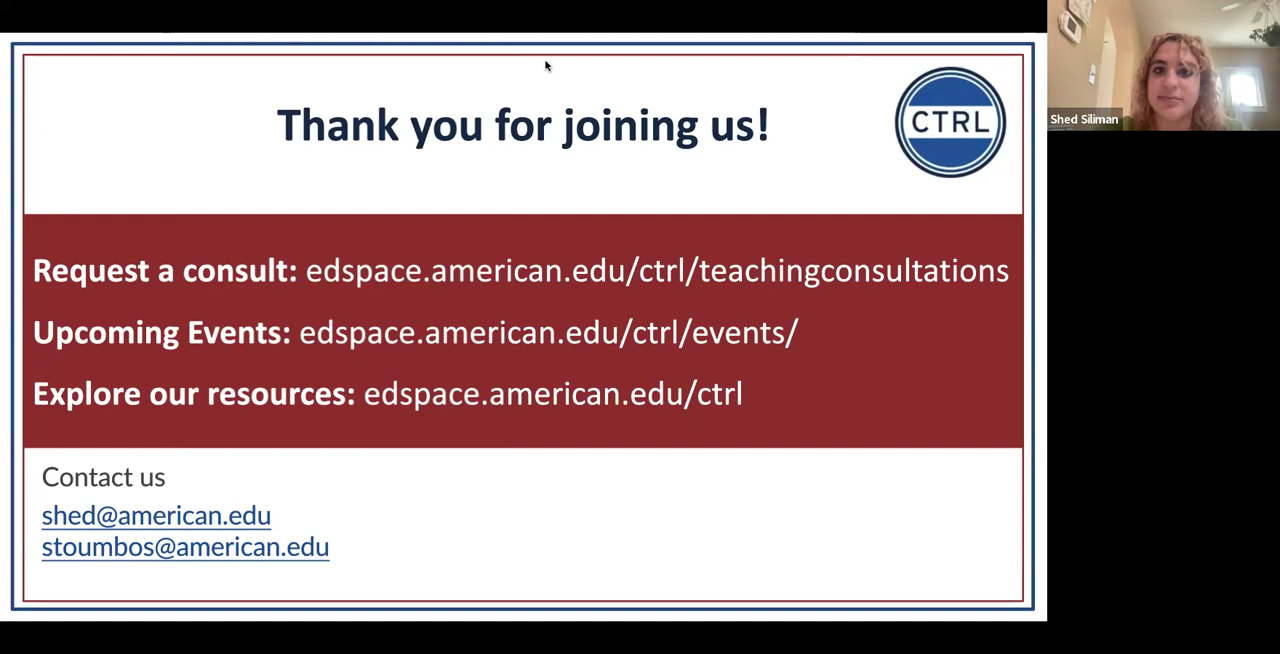 Thank you for joining us!
CTRL
Request a consult: edspace.american.edu/ctrl/teachingconsultations
Upcoming Events: edspace.american.edu/ctrl/events/
Explore our resources: edspace.american.edu/ctrl
Contact us
shed@american.edu
stoumbos@american.edu
Shed Siliman